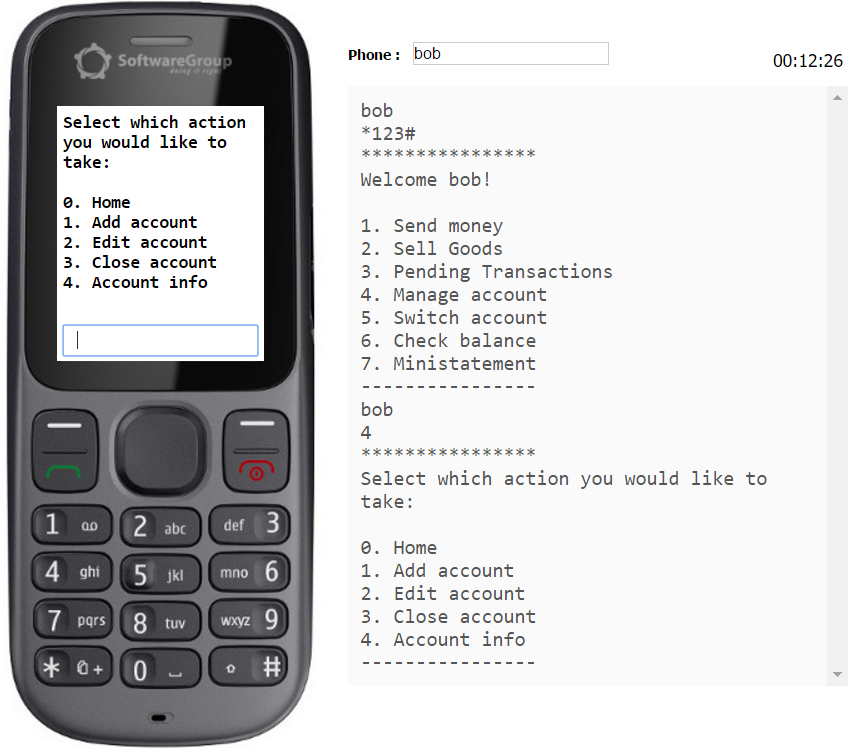 SoftwareGroup
doing it right
Select which action
you would like to
take:
0. Home
1. Add account
2. Edit account
3. Close account
4. Account info
1
2 abc
def 3
4 ghi
5 jkl
mno 6
7 pqrs
8 tuv
wxyz 9
* +
0
#
Phone: bob
00:12:26
bob
*123#
****************
Welcome bob!
1. Send money
2. Sell Goods
3. Pending Transactions
4. Manage account
5. Switch account
6. Check balance
7. Ministatement
----------------
bob
4
****************
Select which action you would like to
take:
0. Home
1. Add account
2. Edit account
3. Close account
4. Account info
----------------